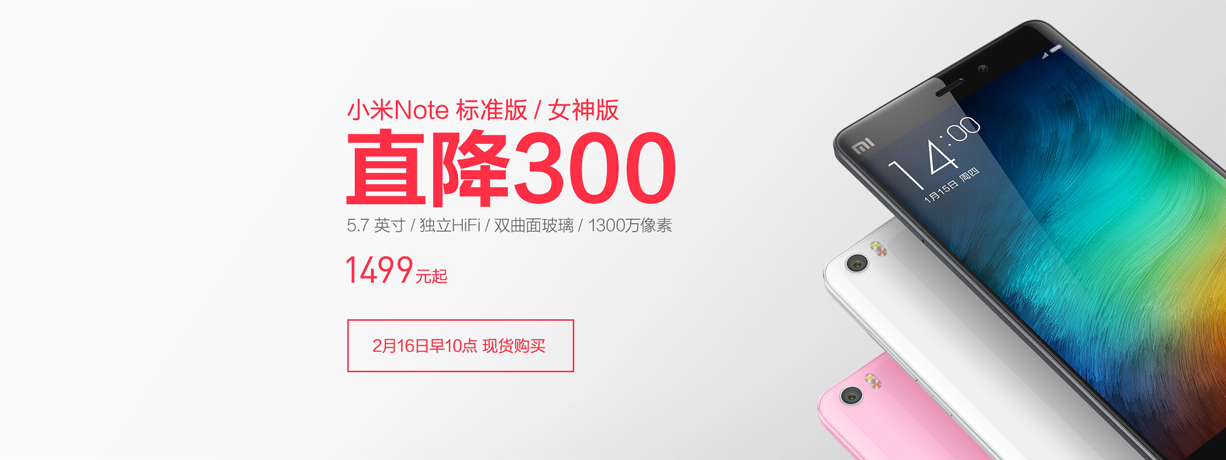 小米Note 标准版 / 女神版
直降300
5.7 英寸 / 独立HiFi / 双曲面玻璃 / 1300万像素
1499元起
2月16日早10点 现货购买
mi
14:00
1月15日 周四